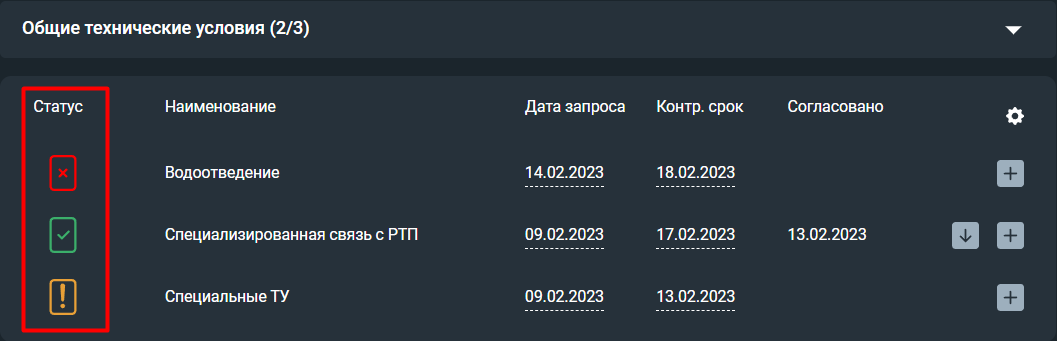 Общие технические условия (2/3)
Статус Наименование Дата запроса Контр. срок Согласовано
Водоотведение 14.02.2023 18.02.2023
Специализированная связь с РТП 09.02.2023 17.02.2023 13.02.2023
Специальные ТУ 09.02.2023 13.02.2023